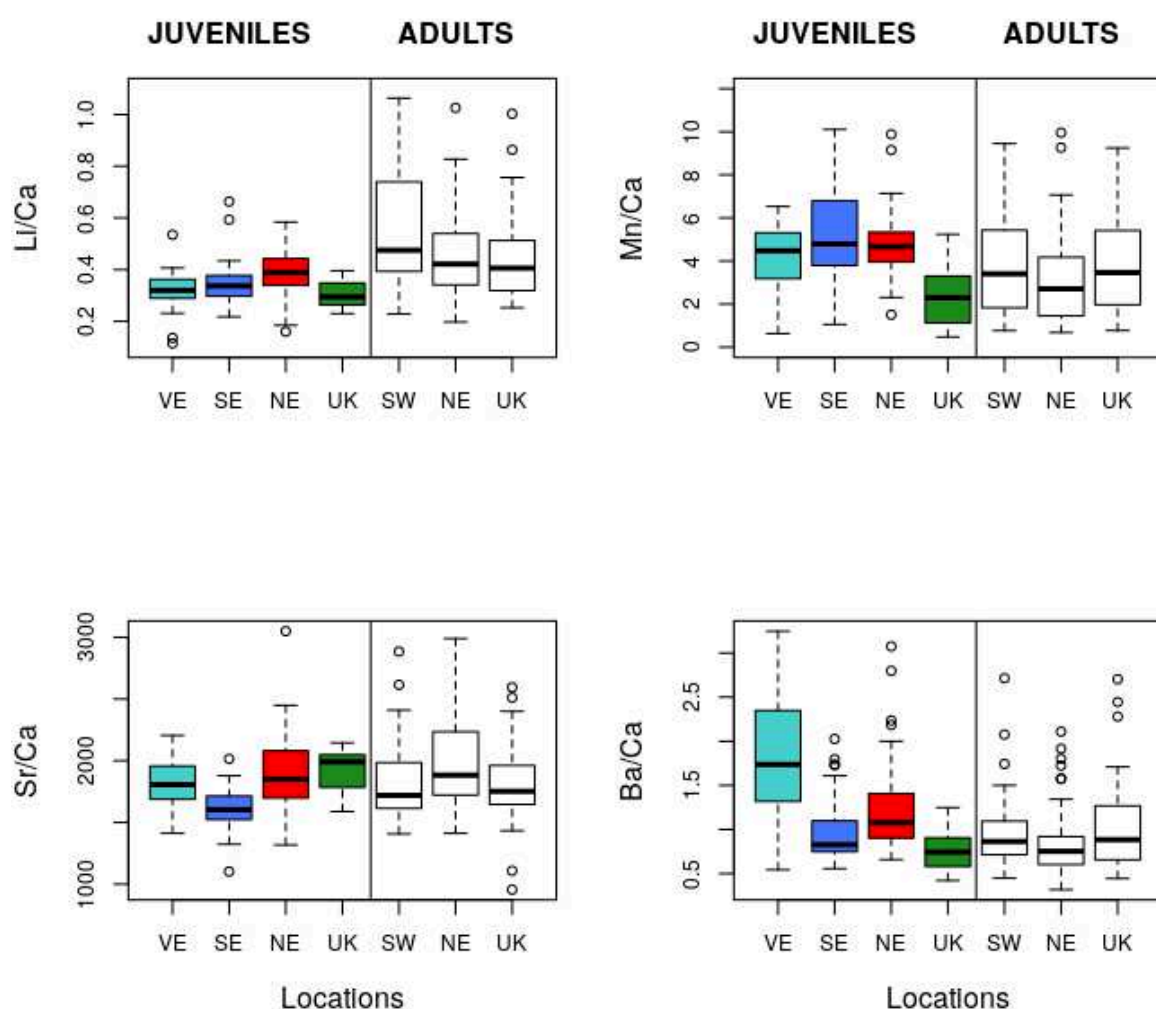 JUVENILES ADULTS
Li/Ca
1.0
0.8
0.6
0.4
0.2
VE SE NE UK SW NE UK
JUVENILES ADULTS
Mn/Ca
10
8
6
4
2
0
VE SE NE UK SW NE UK
Sr/Ca
3000
2000
1000
VE SE NE UK SW NE UK
Locations
Ba/Ca
2.5
1.5
0.5
VE SE NE UK SW NE UK
Locations